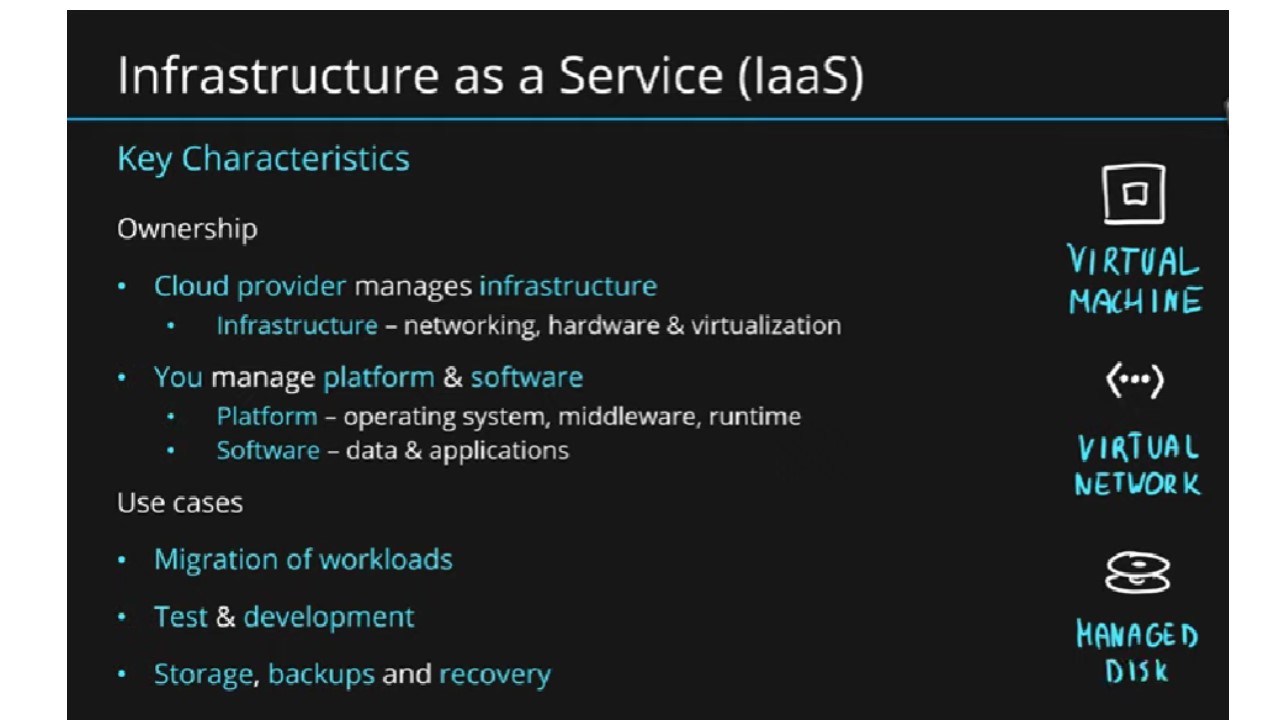 Infrastructure as a Service (IaaS)
Key Characteristics
Ownership
• Cloud provider manages infrastructure
• Infrastructure – networking, hardware & virtualization
• You manage platform & software
• Platform – operating system, middleware, runtime
• Software – data & applications
Use cases
• Migration of workloads
• Test & development
• Storage, backups and recovery
VIRTUAL
MACHINE
VIRTUAL
NETWORK
MANAGED
DISK